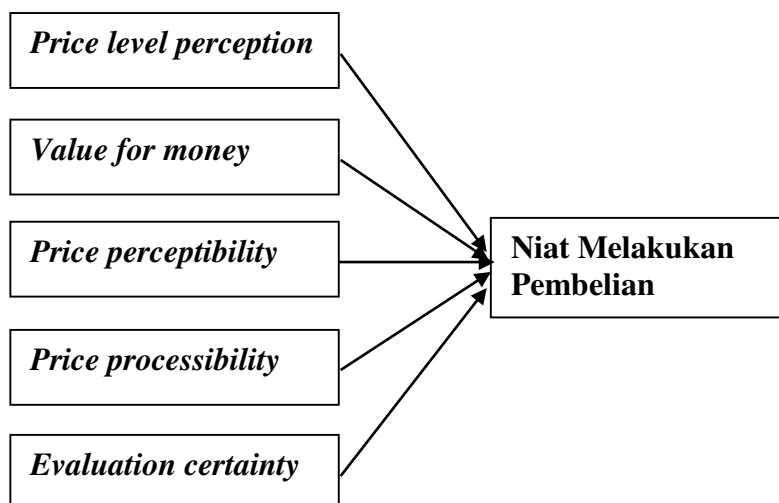 Price level perception
Value for money
Price perceptibility
Niat Melakukan
Pembelian
Price processibility
Evaluation certainty